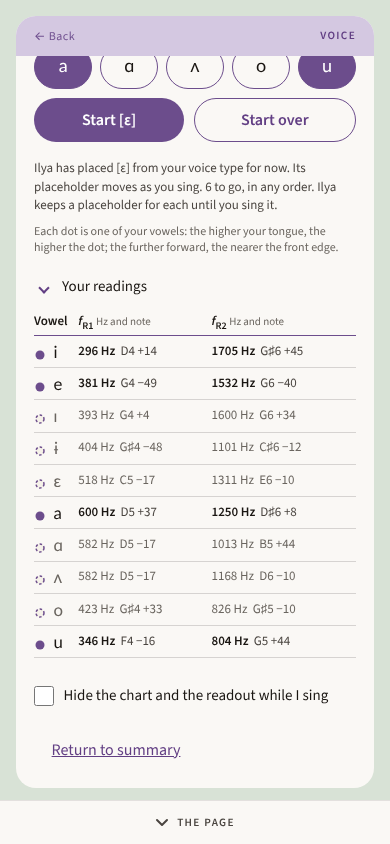 ← Back VOICE
a ɑ ʌ o u
Start [ε] Start over
Ilya has placed [ε] from your voice type for now. Its
placeholder moves as you sing. 6 to go, in any order. Ilya
keeps a placeholder for each until you sing it.
Each dot is one of your vowels: the higher your tongue, the
higher the dot; the further forward, the nearer the front edge.
Your readings
Vowel fR1 Hz and note fR2 Hz and note
i 296 Hz D4 +14 1705 Hz G♯6 +45
e 381 Hz G4 −49 1532 Hz G6 −40
ɪ 393 Hz G4 +4 1600 Hz G6 +34
ɨ 404 Hz G♯4 −48 1101 Hz C♯6 −12
ε 518 Hz C5 −17 1311 Hz E6 −10
a 600 Hz D5 +37 1250 Hz D♯6 +8
ɑ 582 Hz D5 −17 1013 Hz B5 +44
ʌ 582 Hz D5 −17 1168 Hz D6 −10
o 423 Hz G♯4 +33 826 Hz G♯5 −10
u 346 Hz F4 −16 804 Hz G5 +44
Hide the chart and the readout while I sing
Return to summary
THE PAGE